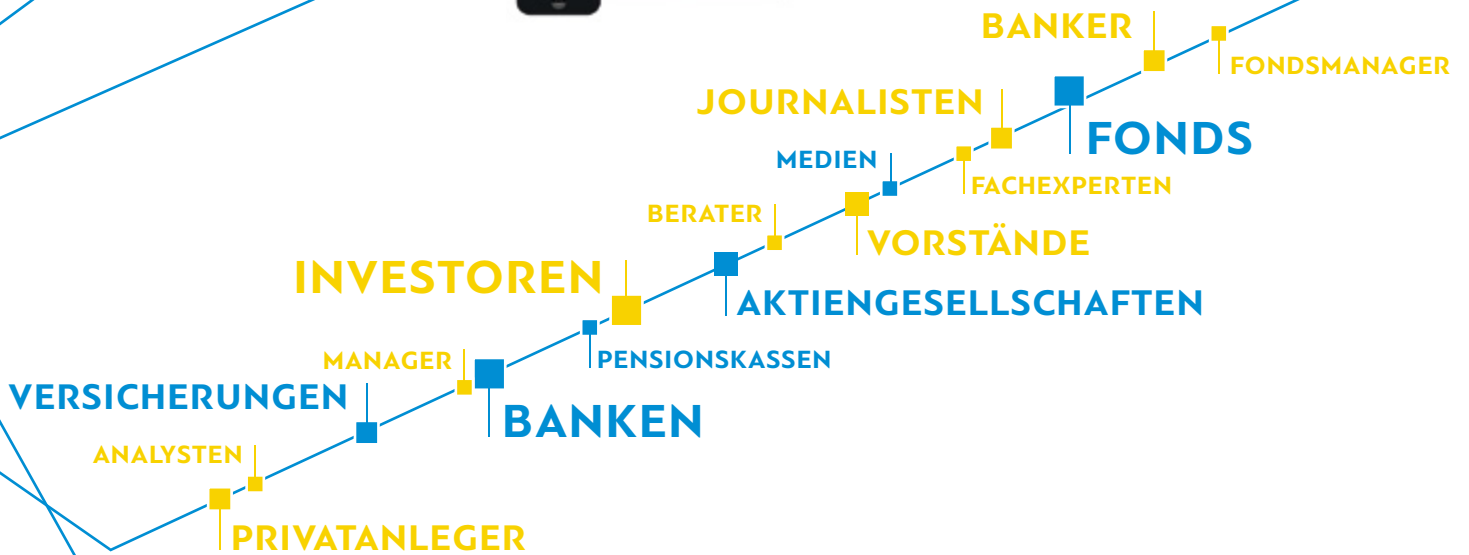 BANKER
FONDSMANAGER
JOURNALISTEN
FONDS
MEDIEN
FACHEXPERTEN
BERATER
VORSTÄNDE
INVESTOREN
AKTIENGESELLSCHAFTEN
MANAGER
PENSIONSKASSEN
VERSICHERUNGEN
BANKEN
ANALYSTEN
PRIVATANLEGER